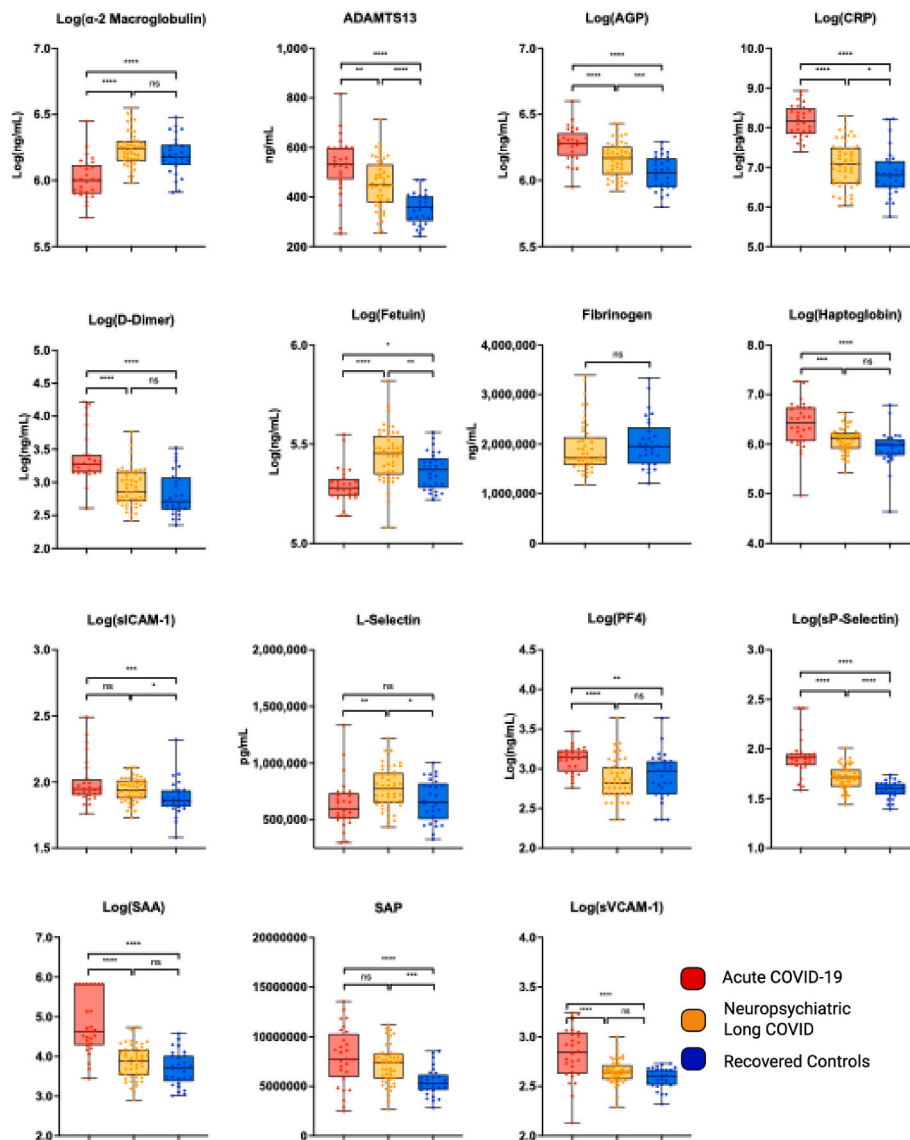 Log(α-2 Macroglobulin)
ADAMTS13
Log(AGP)
Log(CRP)
7.0
6.5
6.0
5.5
Log(ng/mL)
****
****
ns
1,000
800
600
400
200
ng/mL
****
**
****
7.0
6.5
6.0
5.5
Log(ng/mL)
****
****
***
10.0
9.0
8.0
7.0
6.0
5.0
Log(pg/mL)
****
****
*
Log(D-Dimer)
Log(Fetuin)
Fibrinogen
Log(Haptoglobin)
5.0
4.5
4.0
3.5
3.0
2.5
2.0
Log(ng/mL)
****
****
ns
6.0
5.5
5.0
Log(ng/mL)
*
****
**
4,000,000
3,000,000
2,000,000
1,000,000
0
ng/mL
ns
8.0
7.0
6.0
5.0
4.0
Log(ng/mL)
****
***
ns
Log(sICAM-1)
L-Selectin
Log(PF4)
Log(sP-Selectin)
3.0
2.5
2.0
1.5
***
ns
*
2,000,000
1,500,000
1,000,000
500,000
pg/mL
ns
**
*
4.5
4.0
3.5
3.0
2.5
2.0
Log(ng/mL)
**
****
ns
3.0
2.5
2.0
1.5
1.0
****
****
****
Log(SAA)
SAP
Log(sVCAM-1)
7.0
6.0
5.0
4.0
3.0
2.0
****
****
ns
20000000
15000000
10000000
5000000
0
****
ns
***
4.0
3.5
3.0
2.5
2.0
****
****
ns
Acute COVID-19
Neuropsychiatric
Long COVID
Recovered Controls